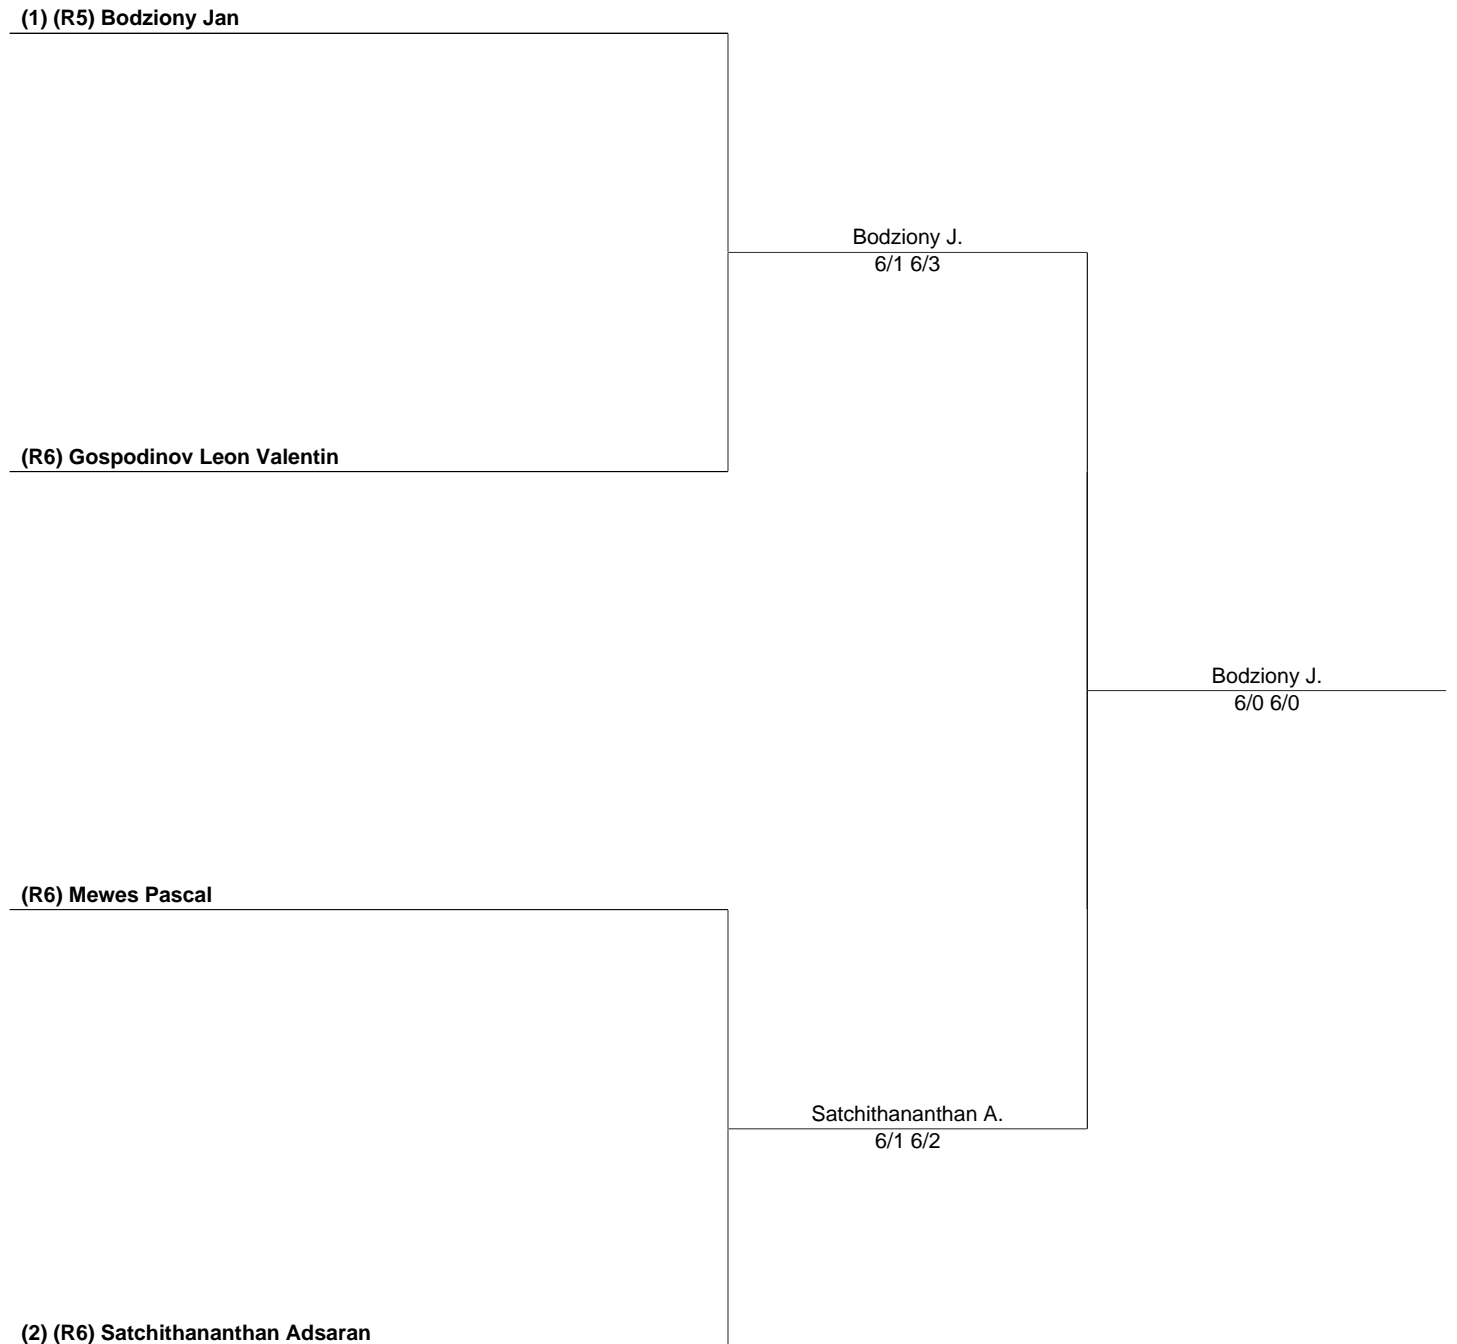 (1) (R5) Bodziony Jan
Bodziony J.
6/1 6/3
(R6) Gospodinov Leon Valentin
Bodziony J.
6/0 6/0
(R6) Mewes Pascal
Satchithananthan A.
6/1 6/2
(2) (R6) Satchithananthan Adsaran